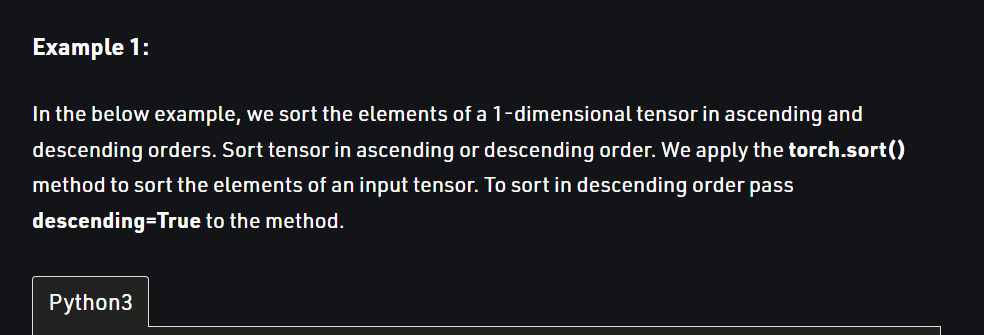 Example 1:
In the below example, we sort the elements of a 1-dimensional tensor in ascending and
descending orders. Sort tensor in ascending or descending order. We apply the torch.sort()
method to sort the elements of an input tensor. To sort in descending order pass
descending=True to the method.
Python3